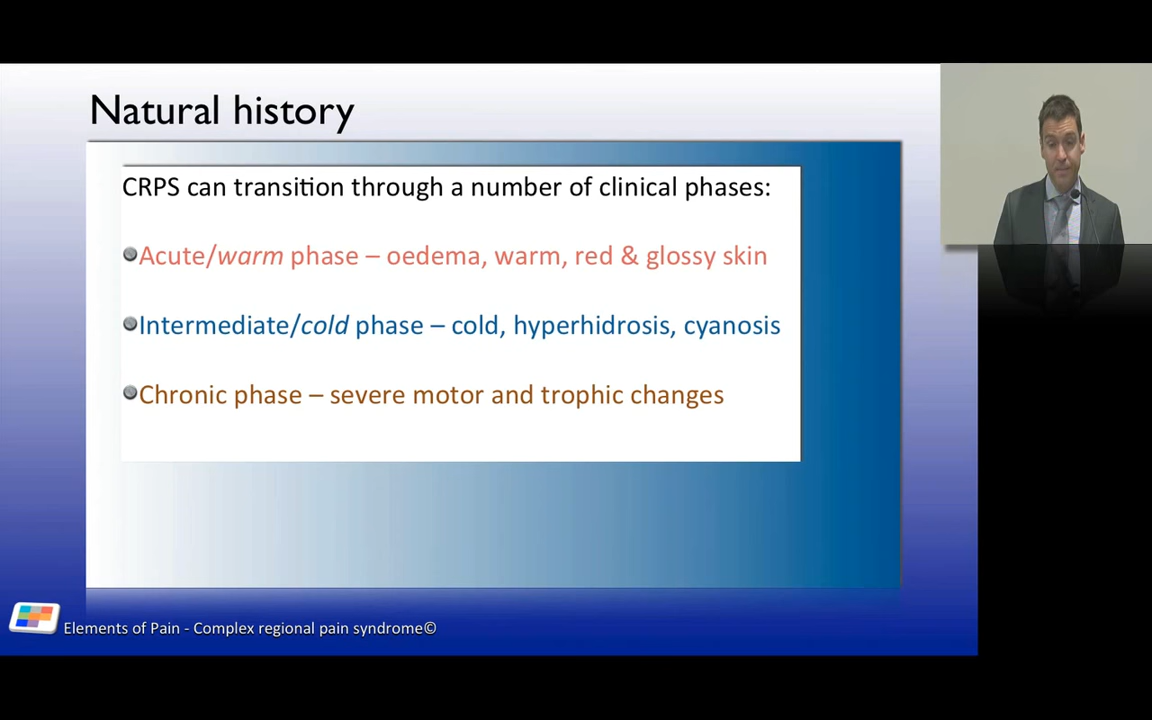 Natural history
CRPS can transition through a number of clinical phases:
Acute/warm phase – oedema, warm, red & glossy skin
Intermediate/cold phase – cold, hyperhidrosis, cyanosis
Chronic phase – severe motor and trophic changes
Elements of Pain - Complex regional pain syndrome©